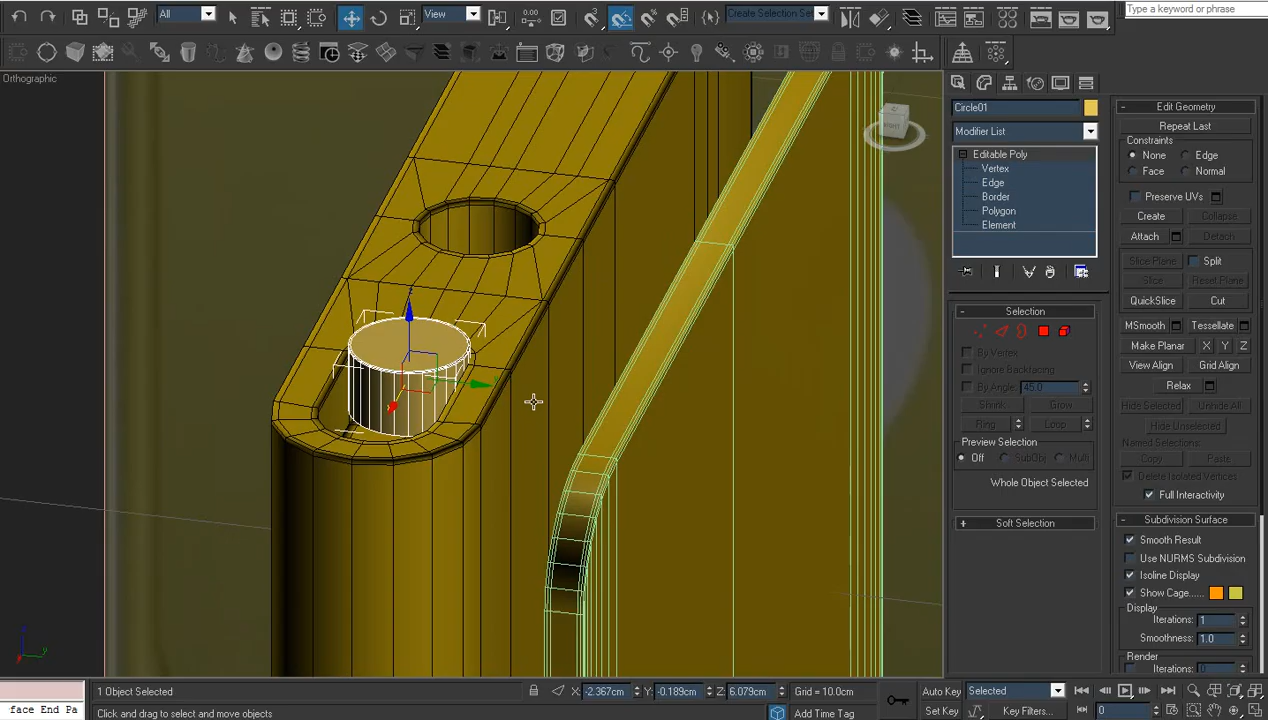 All
View
Create Selection Set
Type a keyword or phrase
Orthographic
RIGHT
Circle01
Modifier List
Editable Poly
Vertex
Edge
Border
Polygon
Element
Selection
By Vertex
Ignore Backfacing
By Angle: 45.0
Shrink
Grow
Ring
Loop
Preview Selection
Off
SubObj
Multi
Whole Object Selected
Soft Selection
Edit Geometry
Repeat Last
Constraints
None
Edge
Face
Normal
Preserve UVs
Create
Collapse
Attach
Detach
Slice Plane
Split
Slice
Reset Plane
QuickSlice
Cut
MSmooth
Tessellate
Make Planar
X
Y
Z
View Align
Grid Align
Relax
Hide Selected
Unhide All
Hide Unselected
Named Selections:
Copy
Paste
Delete Isolated Vertices
Full Interactivity
Subdivision Surface
Smooth Result
Use NURMS Subdivision
Isoline Display
Show Cage......
Display
Iterations: 1
Smoothness: 1.0
Render
Iterations: 0
1 Object Selected
X: -2.367cm
Y: -0.189cm
Z: 6.079cm
Grid = 10.0cm
Auto Key
Selected
face End Pa
Click and drag to select and move objects
Add Time Tag
Set Key
Key Filters...
0